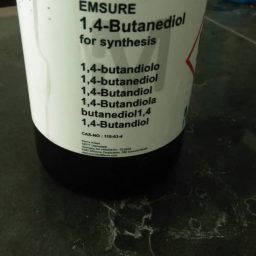 EMSURE
1,4-Butanediol
for synthesis
1,4-butandiolo
1,4-butanediol
1,4-Butandiol
1,4-Butandiola
butanediol1,4
1,4-Butandiol